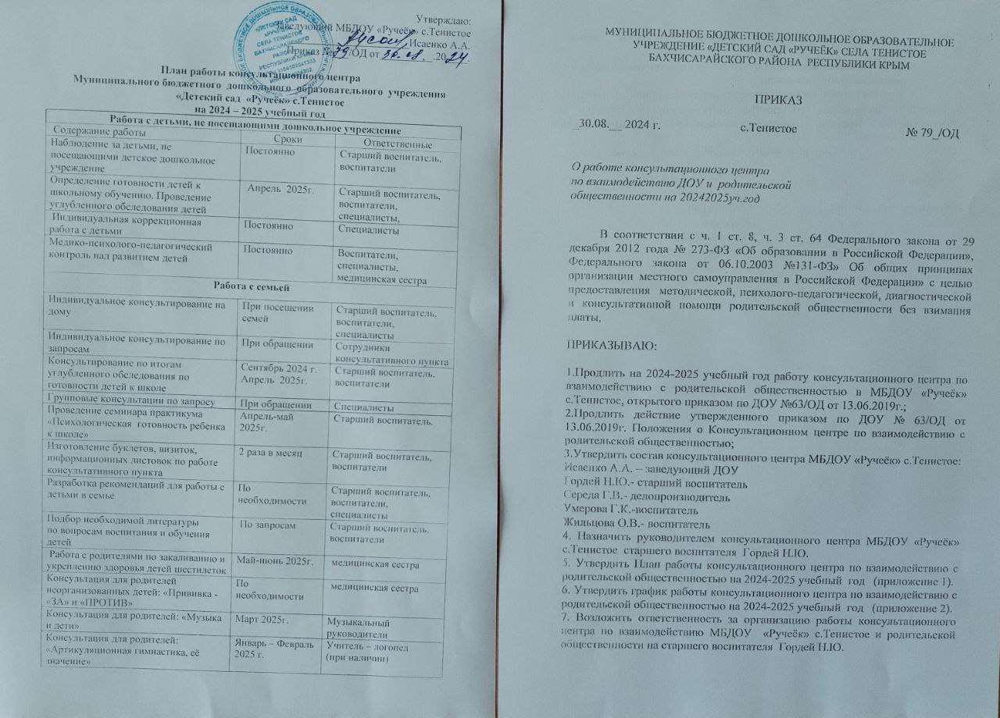 Утверждаю:
Заведующий МБДОУ «Ручеёк» с.Тенистое
Исаенко А.А.
Приказ №79/ОД от 30.08.2024.
План работы консультационного центра
Муниципального бюджетного дошкольного образовательного учреждения
«Детский сад «Ручеёк» с.Тенистое
на 2024 – 2025 учебный год
Работа с детьми, не посещающими дошкольное учреждение
Содержание работы Сроки Ответственные
Наблюдение за детьми, не Постоянно Старший воспитатель,
посещающими детское дошкольное воспитатели
учреждение
Определение готовности детей к Апрель 2025г. Старший воспитатель,
школьному обучению. Проведение воспитатели,
углубленного обследования детей специалисты,
Индивидуальная коррекционная Постоянно Специалисты
работа с детьми
Медико-психолого-педагогический Постоянно Воспитатели,
контроль над развитием детей специалисты,
медицинская сестра
Работа с семьей
Индивидуальное консультирование на При посещении Старший воспитатель,
дому семей воспитатели,
специалисты
Индивидуальное консультирование по При обращении Сотрудники
запросам консультативного пункта
Консультирование по итогам Сентябрь 2024 г. Старший воспитатель.
углубленного обследования по Апрель 2025г. воспитатели
готовности детей к школе
Групповые консультации по запросу При обращении Специалисты
Проведение семинара практикума Апрель-май Старший воспитатель.
«Психологическая готовность ребенка 2025г.
к школе»
Изготовление буклетов, визиток, 2 раза в месяц Старший воспитатель,
информационных листовок по работе воспитатели
консультативного пункта
Разработка рекомендаций для работы с По Старший воспитатель,
детьми в семье необходимости воспитатели,
специалисты
Подбор необходимой литературы По запросам Старший воспитатель.
по вопросам воспитания и обучения воспитатели
детей
Работа с родителями по закаливанию и Май-июнь 2025г. медицинская сестра
укреплению здоровья детей шестилеток
Консультация для родителей По медицинская сестра
неорганизованных детей: «Прививка - необходимости
«ЗА» и «ПРОТИВ»
Консультация для родителей: «Музыка Март 2025г. Музыкальный
и дети» руководители
Консультация для родителей: Январь – Февраль Учитель – логопед
«Артикуляционная гимнастика, её 2025 г. (при наличии)
значение»
МУНИЦИПАЛЬНОЕ БЮДЖЕТНОЕ ДОШКОЛЬНОЕ ОБРАЗОВАТЕЛЬНОЕ
УЧРЕЖДЕНИЕ «ДЕТСКИЙ САД «РУЧЕЁК» СЕЛА ТЕНИСТОЕ
БАХЧИСАРАЙСКОГО РАЙОНА РЕСПУБЛИКИ КРЫМ
ПРИКАЗ
_30.08.__ 2024 г. с.Тенистое № 79_/ОД
О работе консультационного центра
по взаимодействию ДОУ и родительской
общественности на 20242025уч.год
В соответствии с ч. 1 ст. 8, ч. 3 ст. 64 Федерального закона от 29
декабря 2012 года № 273-ФЗ «Об образовании в Российской Федерации»,
Федерального закона от 06.10.2003 №131-ФЗ» Об общих принципах
организации местного самоуправления в Российской Федерации» с целью
предоставления методической, психолого-педагогической, диагностической
и консультативной помощи родительской общественности без взимания
платы,
ПРИКАЗЫВАЮ:
1.Продлить на 2024-2025 учебный год работу консультационного центра по
взаимодействию с родительской общественностью в МБДОУ «Ручеёк»
с.Тенистое, открытого приказом по ДОУ №63/ОД от 13.06.2019г.;
2.Продлить действие утвержденного приказом по ДОУ № 63/ОД от
13.06.2019г. Положения о Консультационном центре по взаимодействию с
родительской общественностью;
3.Утвердить состав консультационного центра МБДОУ «Ручеёк» с.Тенистое:
Исаенко А.А. – заведующий ДОУ
Гордей Н.Ю.- старший воспитатель
Середа Г.В.- делопроизводитель
Умерова Г.К.-воспитатель
Жильцова О.В.- воспитатель
4. Назначить руководителем консультационного центра МБДОУ «Ручеёк»
с.Тенистое старшего воспитателя Гордей Н.Ю.
5. Утвердить План работы консультационного центра по взаимодействию с
родительской общественностью на 2024-2025 учебный год (приложение 1).
6. Утвердить график работы консультационного центра по взаимодействию с
родительской общественностью на 2024-2025 учебный год (приложение 2).
7. Возложить ответственность за организацию работы консультационного
центра по взаимодействию МБДОУ «Ручеёк» с.Тенистое и родительской
общественности на старшего воспитателя Гордей Н.Ю.